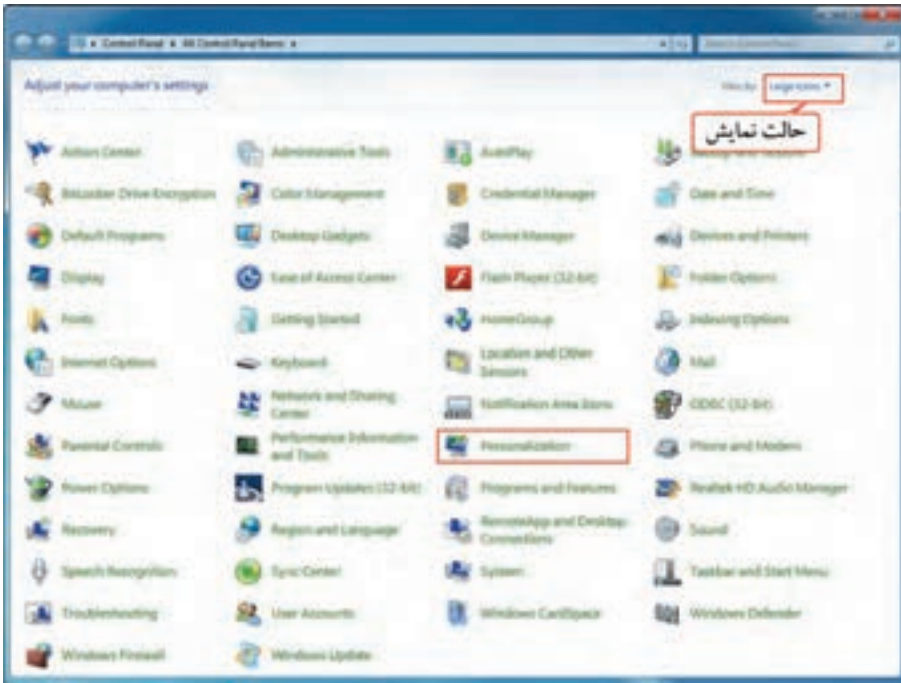 Control Panel ▸ All Control Panel Items ▸
Adjust your computer's settings
View by: Large icons
حالت نمایش
Action Center
Administrative Tools
AutoPlay
Backup and Restore
BitLocker Drive Encryption
Color Management
Credential Manager
Date and Time
Default Programs
Desktop Gadgets
Device Manager
Devices and Printers
Display
Ease of Access Center
Flash Player (32-bit)
Folder Options
Fonts
Getting Started
HomeGroup
Indexing Options
Internet Options
Keyboard
Location and Other
Sensors
Mail
Mouse
Network and Sharing
Center
Notification Area Icons
ODBC (32-bit)
Parental Controls
Performance Information
and Tools
Personalization
Phone and Modem
Power Options
Program Updates (32-bit)
Programs and Features
Realtek HD Audio Manager
Recovery
Region and Language
RemoteApp and Desktop
Connections
Sound
Speech Recognition
Sync Center
System
Taskbar and Start Menu
Troubleshooting
User Accounts
Windows CardSpace
Windows Defender
Windows Firewall
Windows Update